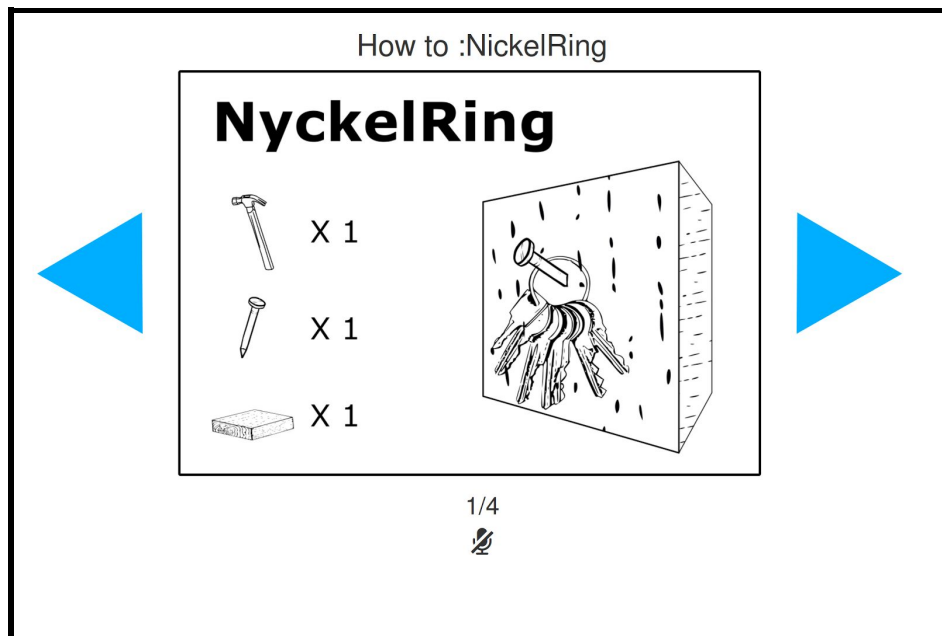 How to :NickelRing
NyckelRing
X 1
X 1
X 1
1/4